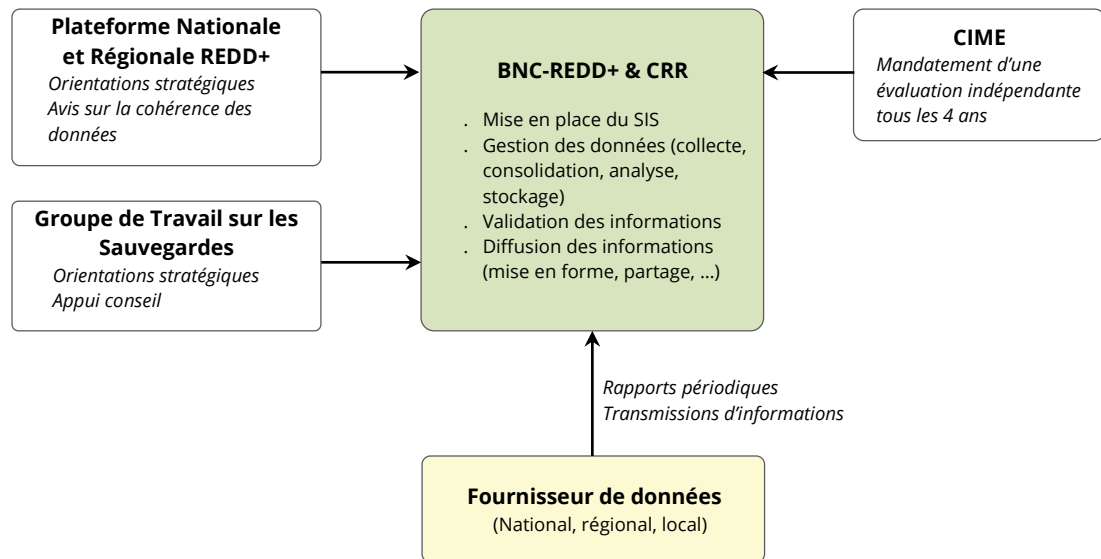 Plateforme Nationale
et Régionale REDD+
Orientations stratégiques
Avis sur la cohérence des
données
Groupe de Travail sur les
Sauvegardes
Orientations stratégiques
Appui conseil
BNC-REDD+ & CRR
. Mise en place du SIS
. Gestion des données (collecte,
consolidation, analyse,
stockage)
. Validation des informations
. Diffusion des informations
(mise en forme, partage, ...)
CIME
Mandatement d’une
évaluation indépendante
tous les 4 ans
Rapports périodiques
Transmissions d’informations
Fournisseur de données
(National, régional, local)